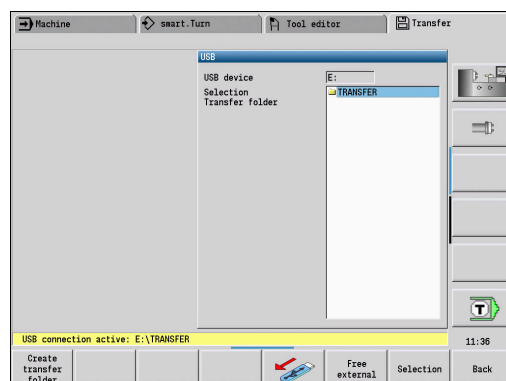 Machine
smart.Turn
Tool editor
Transfer
USB
USB device
E:
Selection
Transfer folder
TRANSFER
T
USB connection active: E:\TRANSFER
11:36
Create
transfer
folder
Free
external
Selection
Back